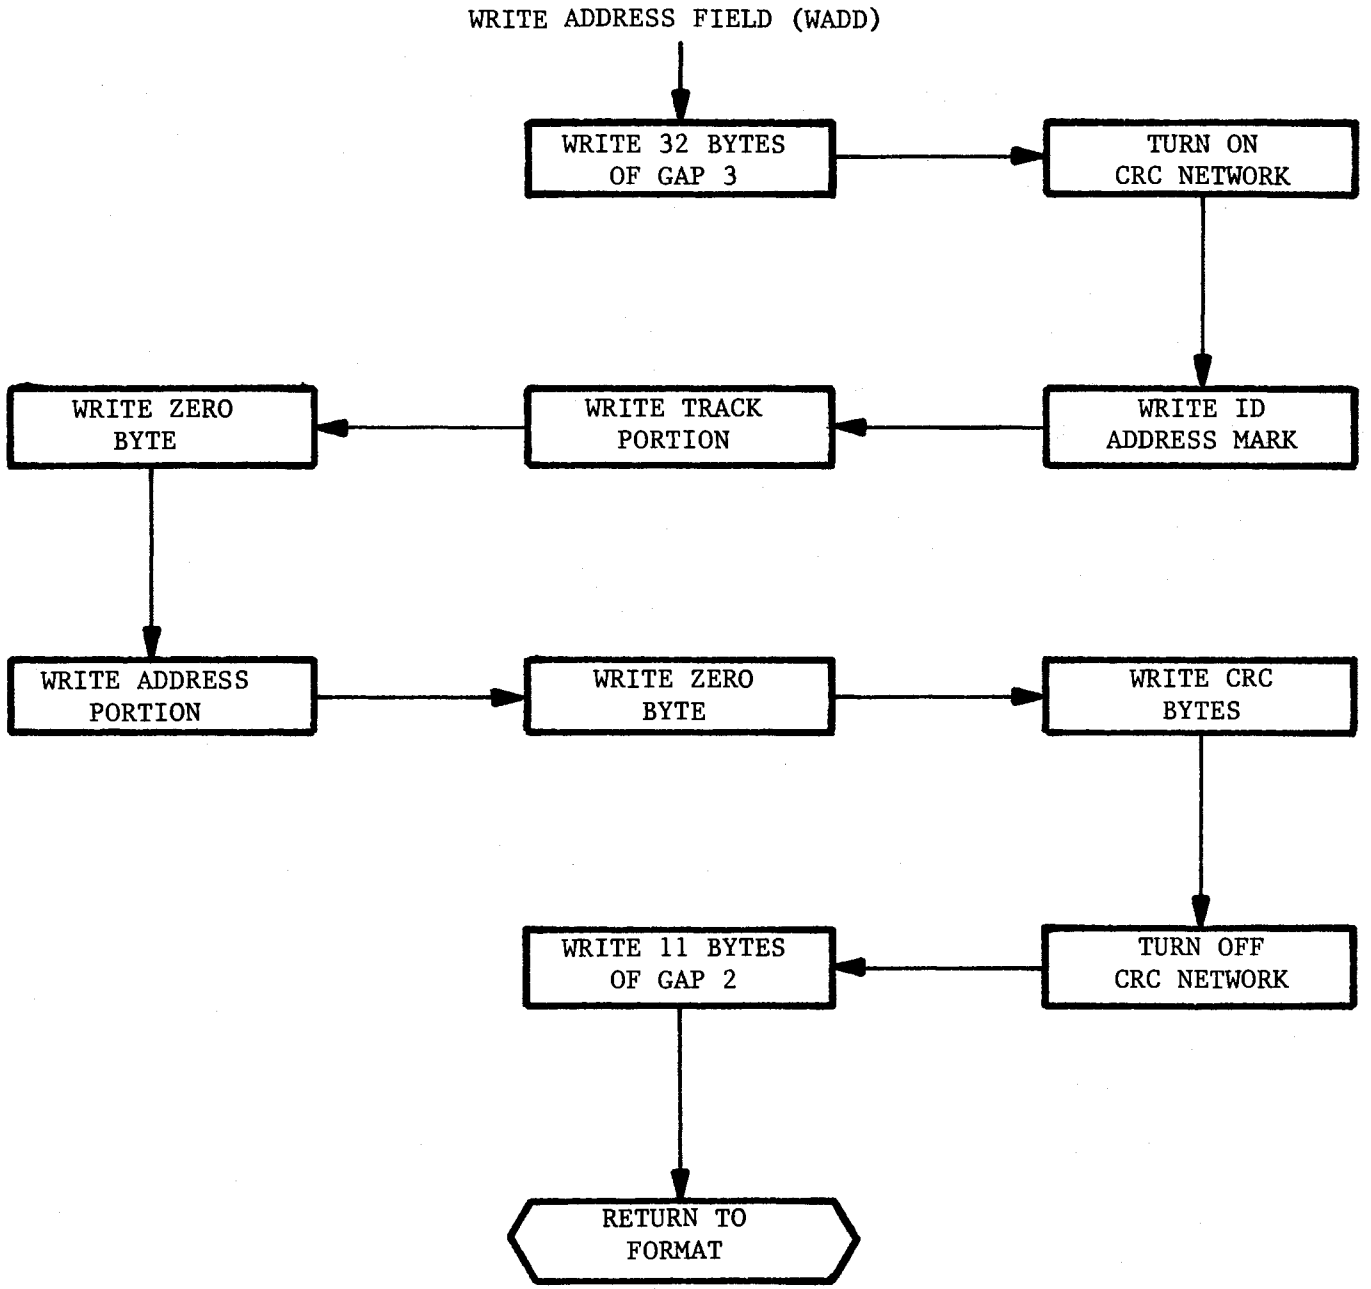 WRITE ADDRESS FIELD (WADD)
WRITE 32 BYTES
OF GAP 3
TURN ON
CRC NETWORK
WRITE ID
ADDRESS MARK
WRITE TRACK
PORTION
WRITE ZERO
BYTE
WRITE ADDRESS
PORTION
WRITE ZERO
BYTE
WRITE CRC
BYTES
TURN OFF
CRC NETWORK
WRITE 11 BYTES
OF GAP 2
RETURN TO
FORMAT